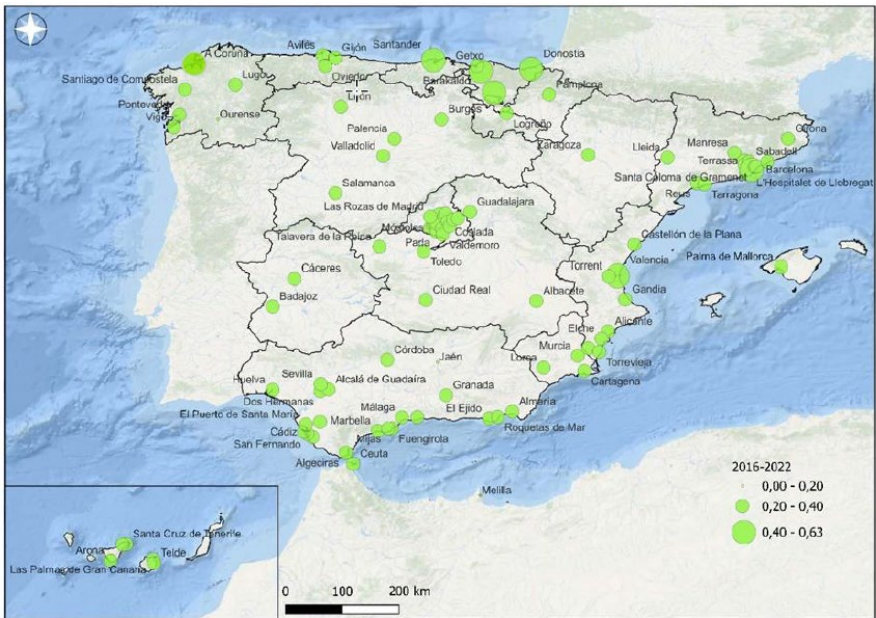 A Coruña
Avilés
Gijón
Santander
Getxo
Donostia
Santiago de Compostela
Lugo
Oviedo
Barakaldo
Pamplona
Pontevedra
Vigo
Ourense
León
Burgos
Logroño
Palencia
Valladolid
Zaragoza
Lleida
Manresa
Girona
Terrassa
Sabadell
Barcelona
Santa Coloma de Gramenet
L'Hospitalet de Llobregat
Reus
Tarragona
Salamanca
Las Rozas de Madrid
Guadalajara
Móstoles
Coslada
Talavera de la Reina
Parla
Valdemoro
Toledo
Castellón de la Plana
Cáceres
Torrent
Valencia
Palma de Mallorca
Badajoz
Ciudad Real
Albacete
Gandia
Elche
Alicante
Murcia
Lorca
Torrevieja
Cartagena
Córdoba
Jaén
Huelva
Sevilla
Alcalá de Guadaíra
Granada
Dos Hermanas
El Puerto de Santa María
Málaga
El Ejido
Almería
Cádiz
Marbella
Roquetas de Mar
San Fernando
Mijas
Fuengirola
Algeciras
Ceuta
Melilla
2016-2022
0,00 - 0,20
0,20 - 0,40
0,40 - 0,63
Santa Cruz de Tenerife
Arona
Telde
Las Palmas de Gran Canaria
0 100 200 km